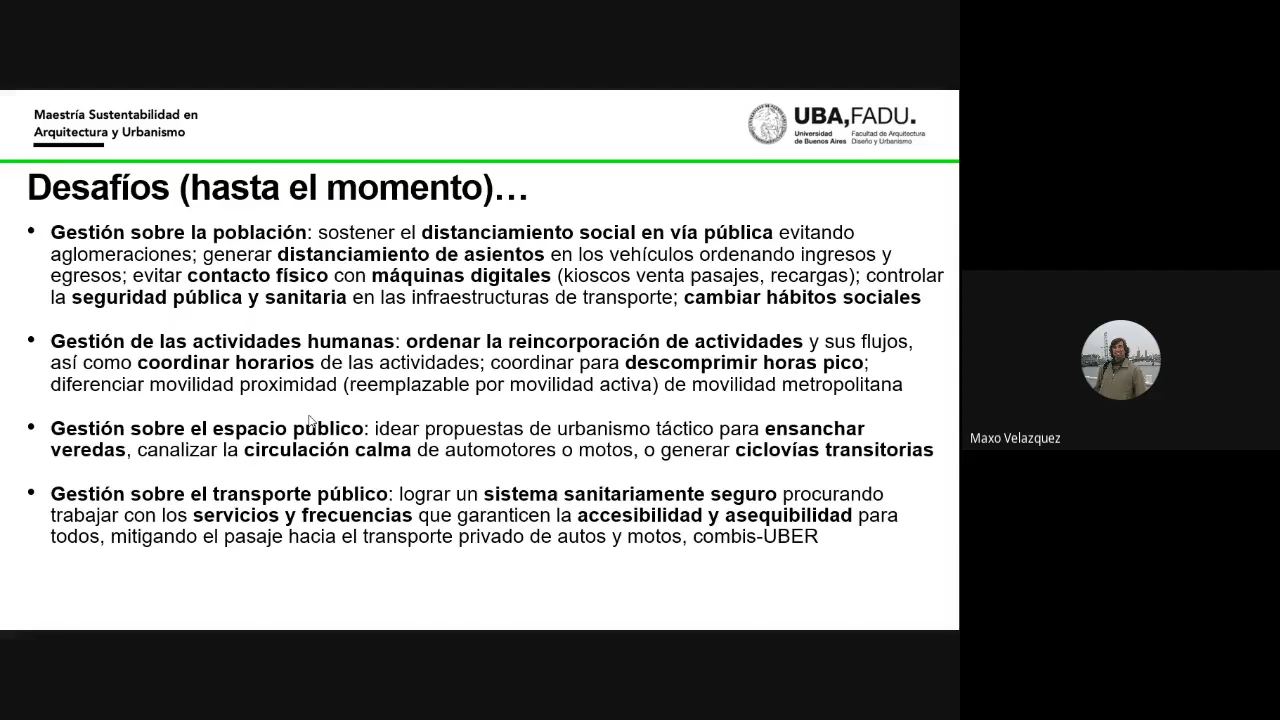 Maestría Sustentabilidad en
Arquitectura y Urbanismo
UBA,FADU.
Universidad de Buenos Aires
Facultad de Arquitectura Diseño y Urbanismo
Desafíos (hasta el momento)…
• Gestión sobre la población: sostener el distanciamiento social en vía pública evitando
aglomeraciones; generar distanciamiento de asientos en los vehículos ordenando ingresos y
egresos; evitar contacto físico con máquinas digitales (kioscos venta pasajes, recargas); controlar
la seguridad pública y sanitaria en las infraestructuras de transporte; cambiar hábitos sociales
• Gestión de las actividades humanas: ordenar la reincorporación de actividades y sus flujos,
así como coordinar horarios de las actividades; coordinar para descomprimir horas pico;
diferenciar movilidad proximidad (reemplazable por movilidad activa) de movilidad metropolitana
• Gestión sobre el espacio público: idear propuestas de urbanismo táctico para ensanchar
veredas, canalizar la circulación calma de automotores o motos, o generar ciclovías transitorias
• Gestión sobre el transporte público: lograr un sistema sanitariamente seguro procurando
trabajar con los servicios y frecuencias que garanticen la accesibilidad y asequibilidad para
todos, mitigando el pasaje hacia el transporte privado de autos y motos, combis-UBER
Maxo Velazquez